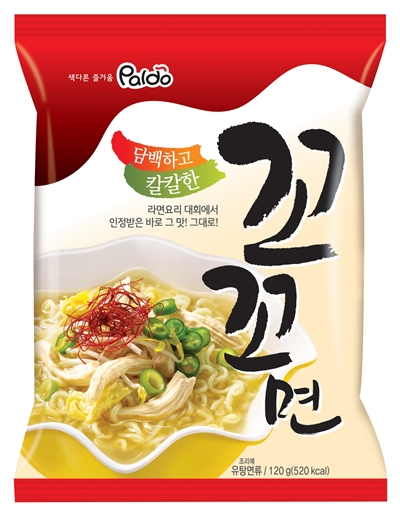 색다른 즐거움 Paldo
담백하고
칼칼한
라면요리 대회에서
인정받은 바로 그 맛! 그대로!
꼬꼬면
조리예
유탕면류 / 120 g(520 kcal)